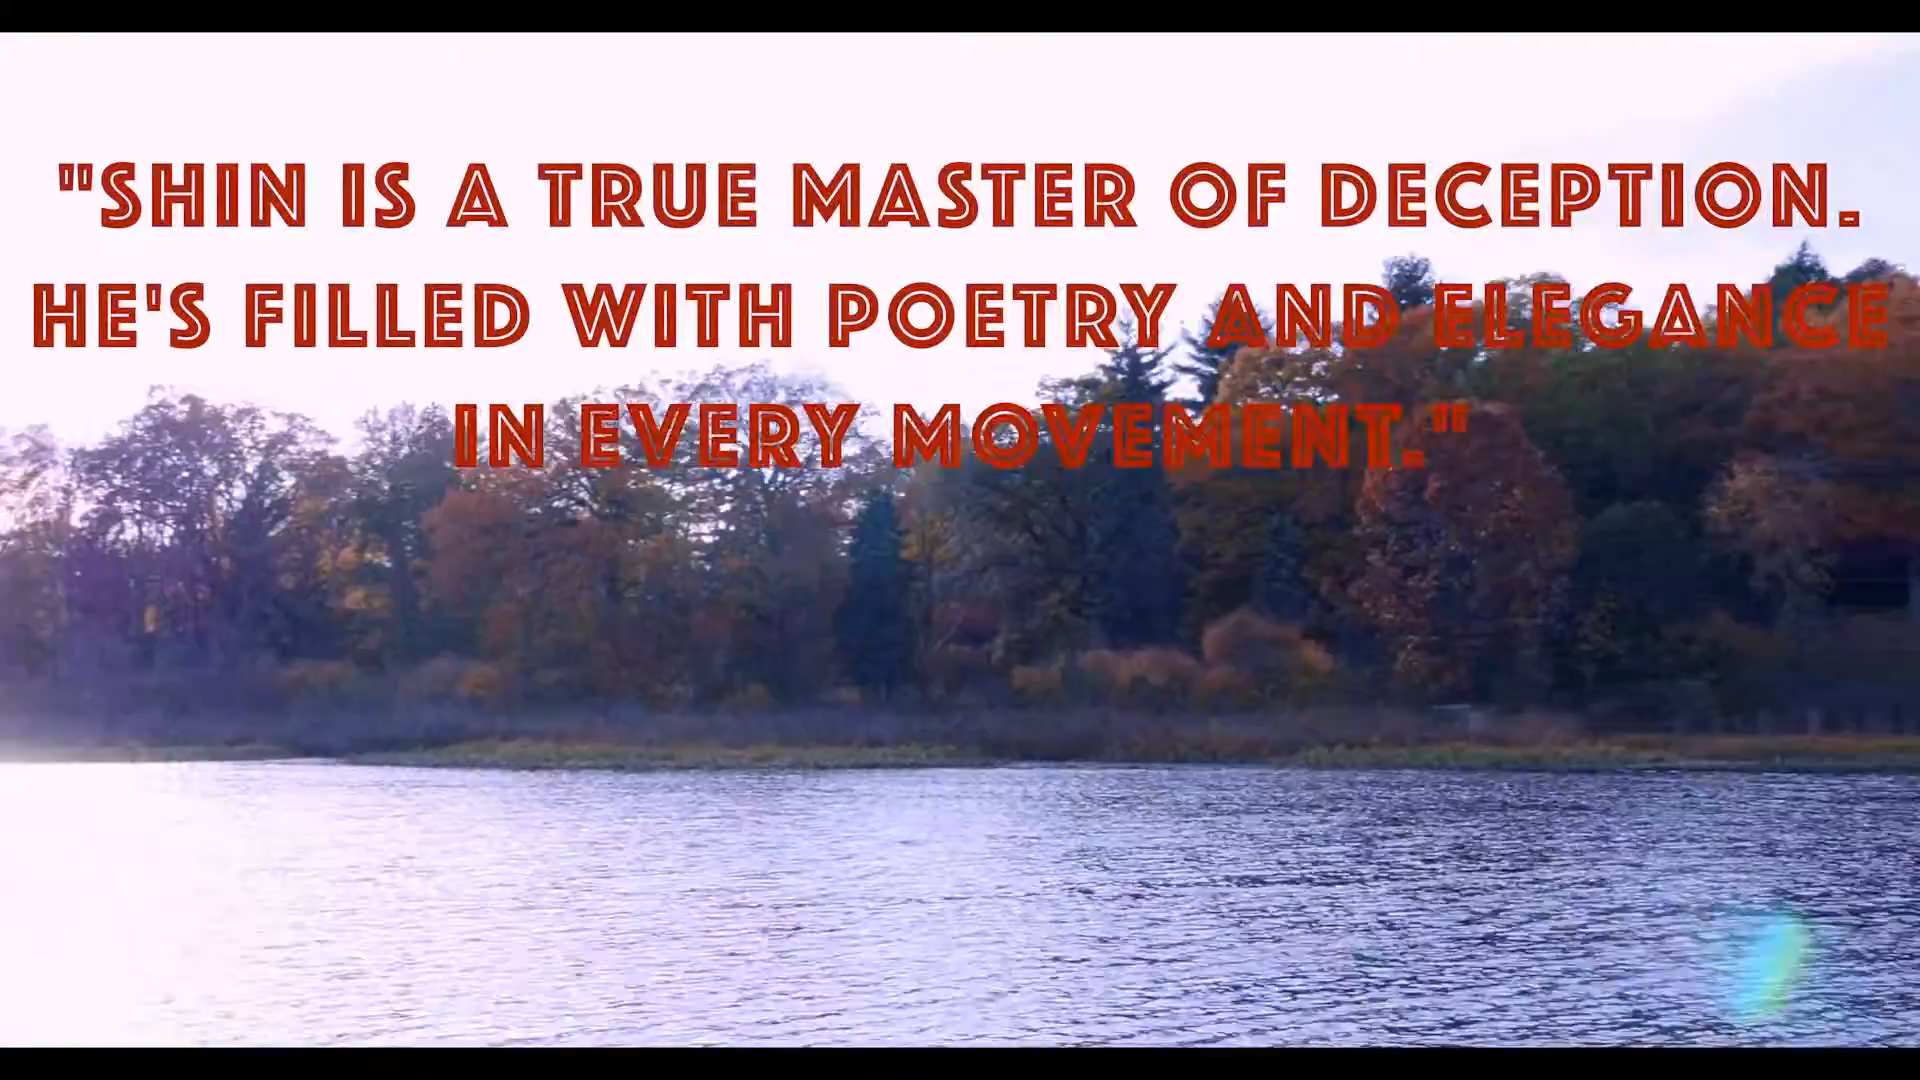 "SHIN IS A TRUE MASTER OF DECEPTION.
HE'S FILLED WITH POETRY AND ELEGANCE
IN EVERY MOVEMENT."